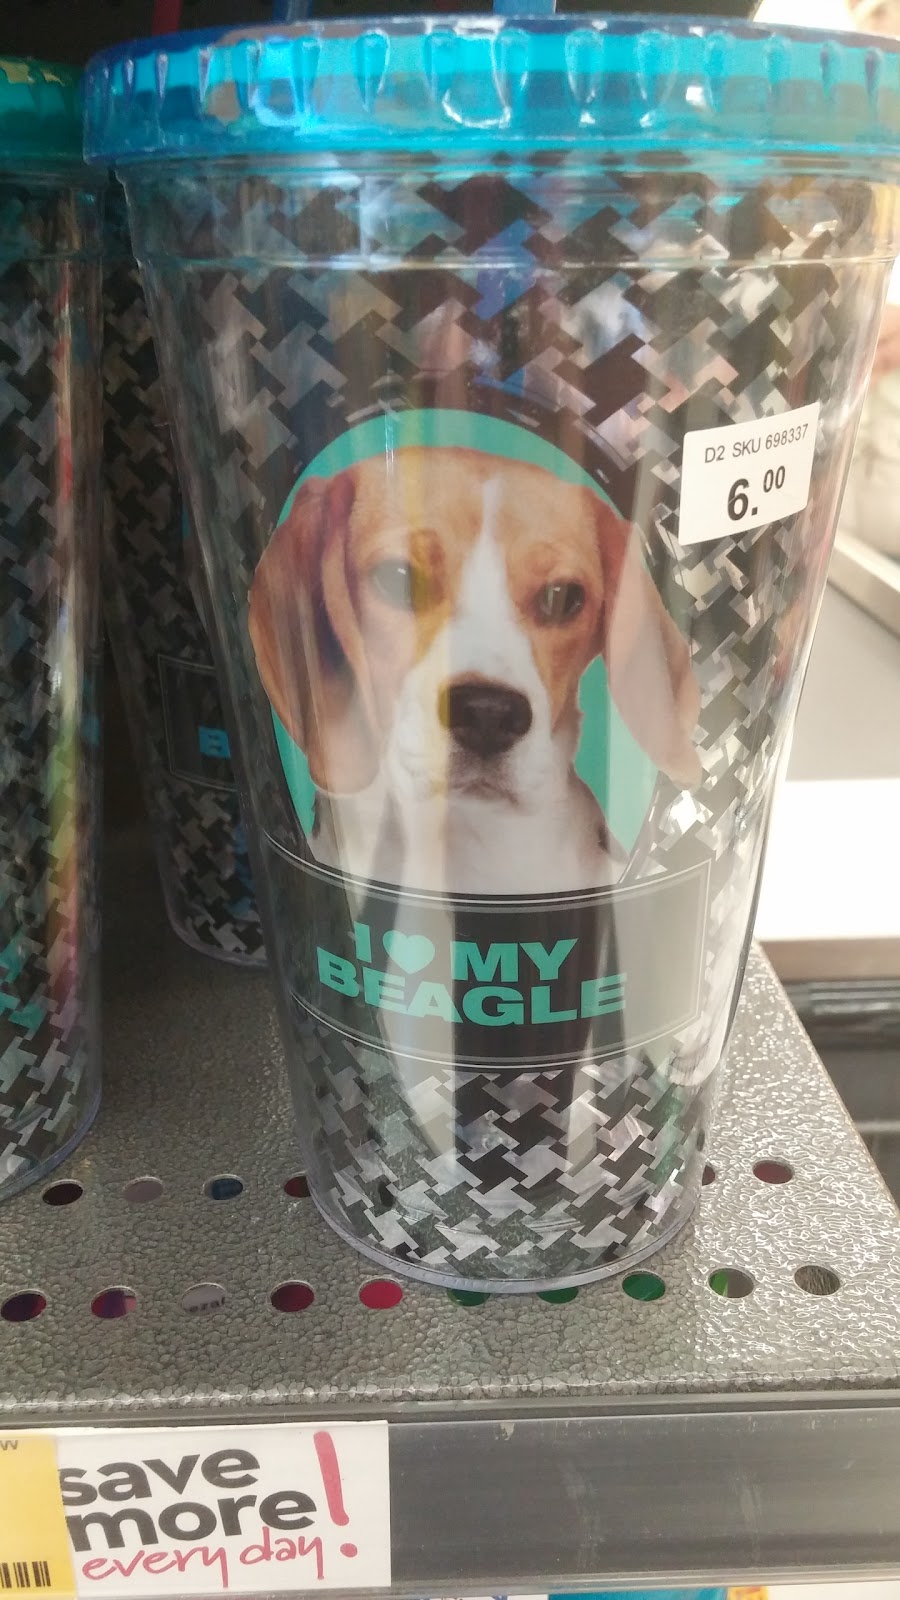 D2 SKU 698337
6.00
I ♥ MY
BEAGLE
B
save
more!
every day.